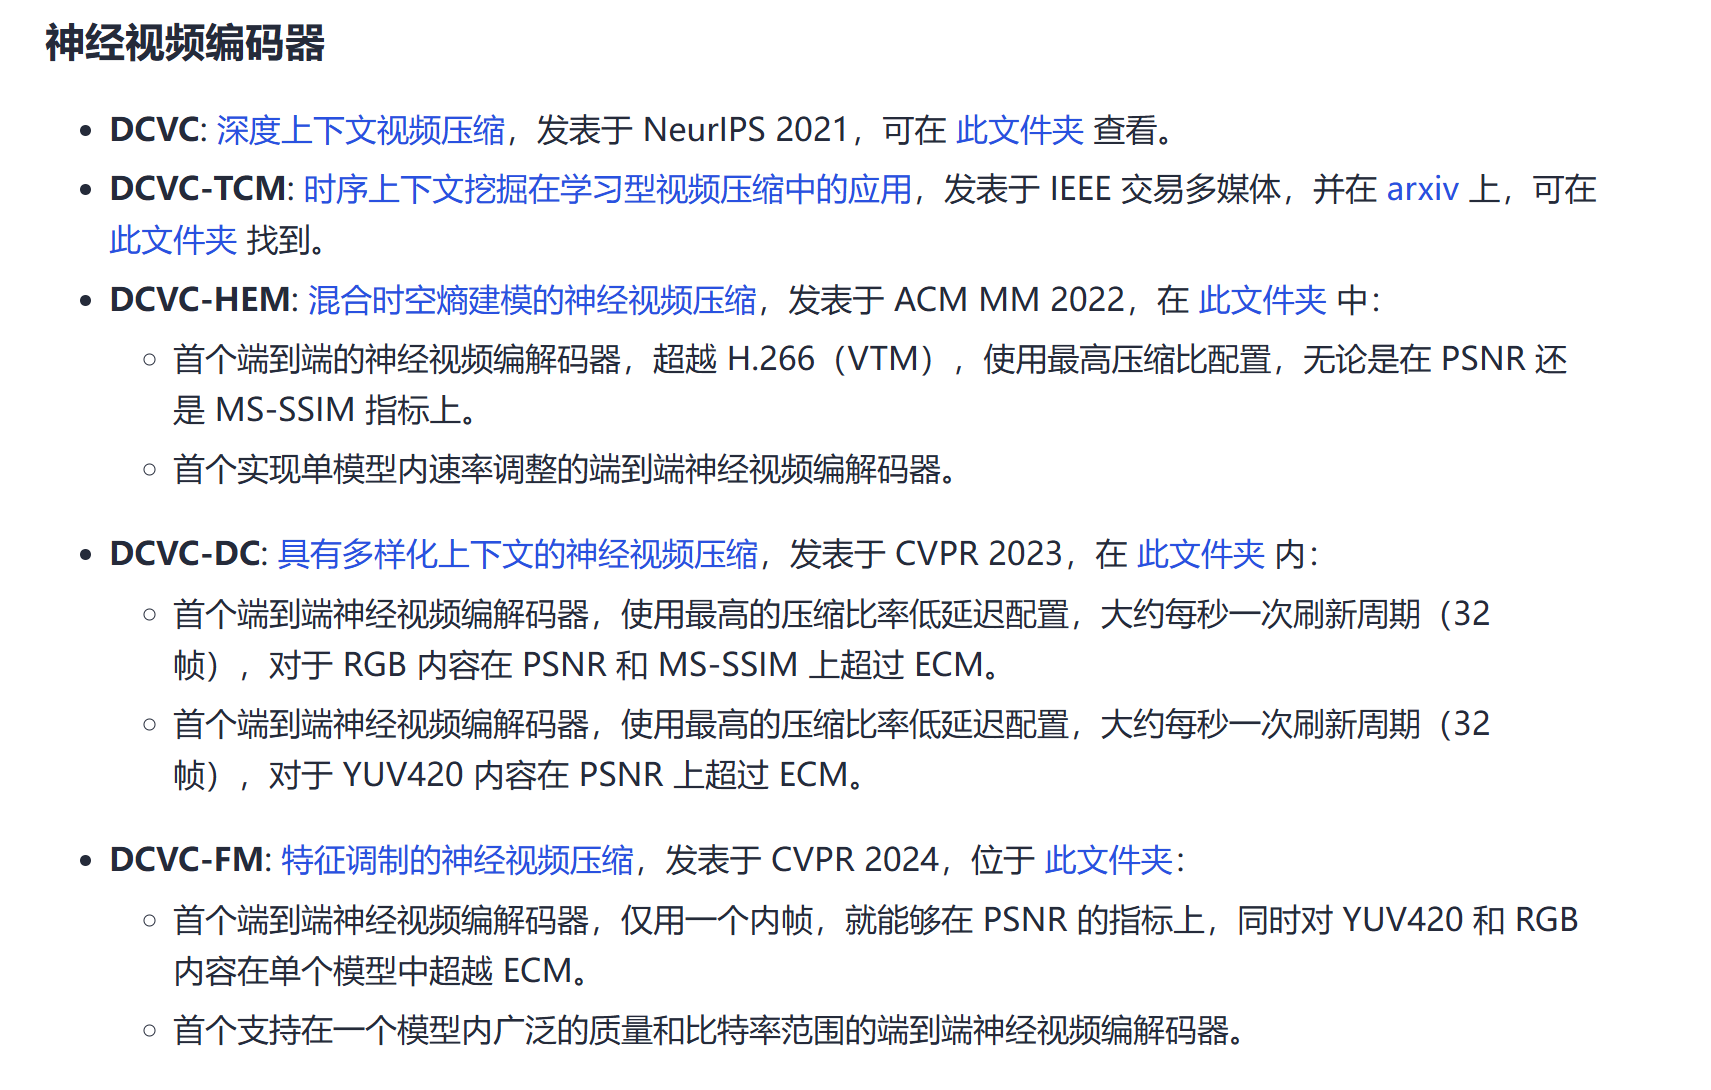 神经视频编码器
DCVC: 深度上下文视频压缩，发表于 NeurIPS 2021，可在 此文件夹 查看。
DCVC-TCM: 时序上下文挖掘在学习型视频压缩中的应用，发表于 IEEE 交易多媒体，并在 arxiv 上，可在
此文件夹 找到。
DCVC-HEM: 混合时空熵建模的神经视频压缩，发表于 ACM MM 2022，在 此文件夹 中：
首个端到端的神经视频编解码器，超越 H.266（VTM），使用最高压缩比配置，无论是在 PSNR 还
是 MS-SSIM 指标上。
首个实现单模型内速率调整的端到端神经视频编解码器。
DCVC-DC: 具有多样化上下文的神经视频压缩，发表于 CVPR 2023，在 此文件夹 内：
首个端到端神经视频编解码器，使用最高的压缩比率低延迟配置，大约每秒一次刷新周期（32
帧），对于 RGB 内容在 PSNR 和 MS-SSIM 上超过 ECM。
首个端到端神经视频编解码器，使用最高的压缩比率低延迟配置，大约每秒一次刷新周期（32
帧），对于 YUV420 内容在 PSNR 上超过 ECM。
DCVC-FM: 特征调制的神经视频压缩，发表于 CVPR 2024，位于 此文件夹：
首个端到端神经视频编解码器，仅用一个内帧，就能够在 PSNR 的指标上，同时对 YUV420 和 RGB
内容在单个模型中超越 ECM。
首个支持在一个模型内广泛的质量和比特率范围的端到端神经视频编解码器。